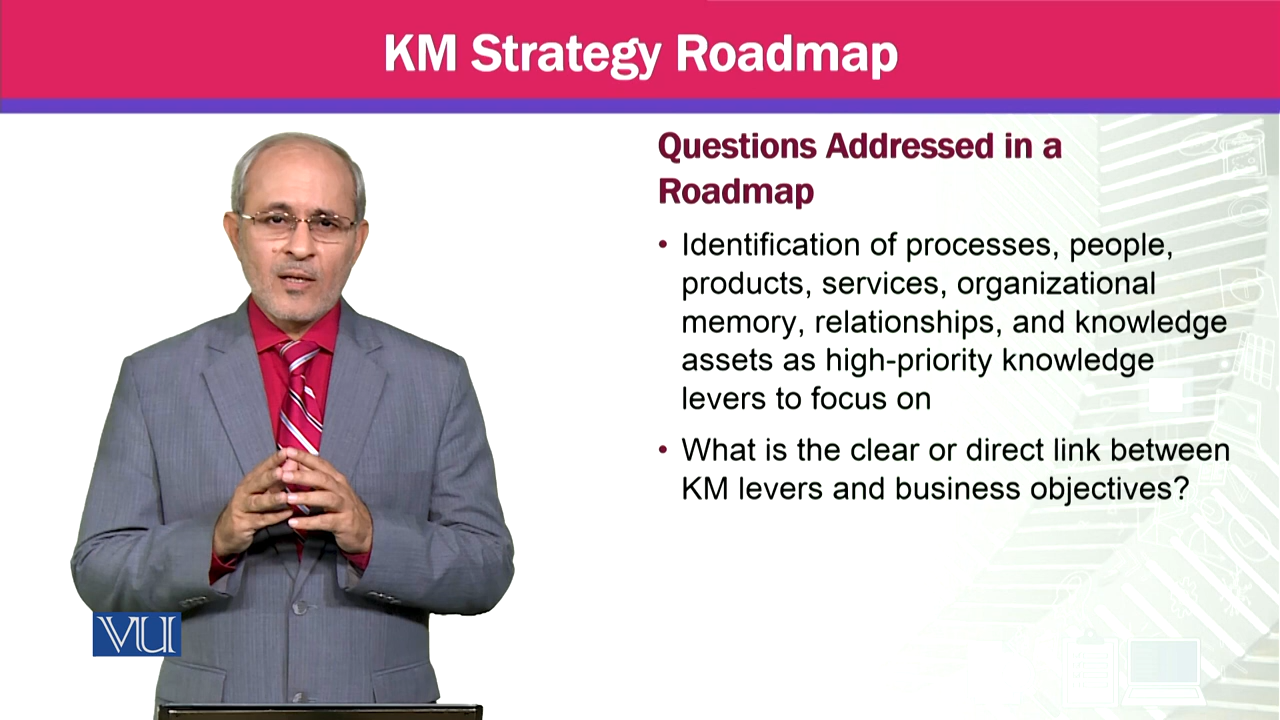 KM Strategy Roadmap
Questions Addressed in a
Roadmap
• Identification of processes, people,
products, services, organizational
memory, relationships, and knowledge
assets as high-priority knowledge
levers to focus on
• What is the clear or direct link between
KM levers and business objectives?
VU